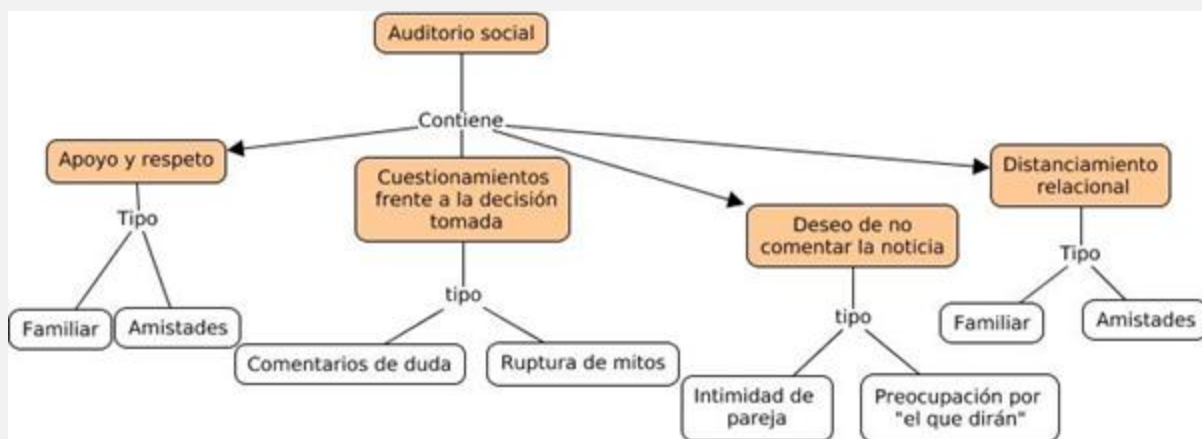 Auditorio social
Contiene
Apoyo y respeto
Tipo
Familiar
Amistades
Cuestionamientos
frente a la decisión
tomada
tipo
Comentarios de duda
Ruptura de mitos
Deseo de no
comentar la noticia
tipo
Intimidad de
pareja
Preocupación por
"el que dirán"
Distanciamiento
relacional
Tipo
Familiar
Amistades